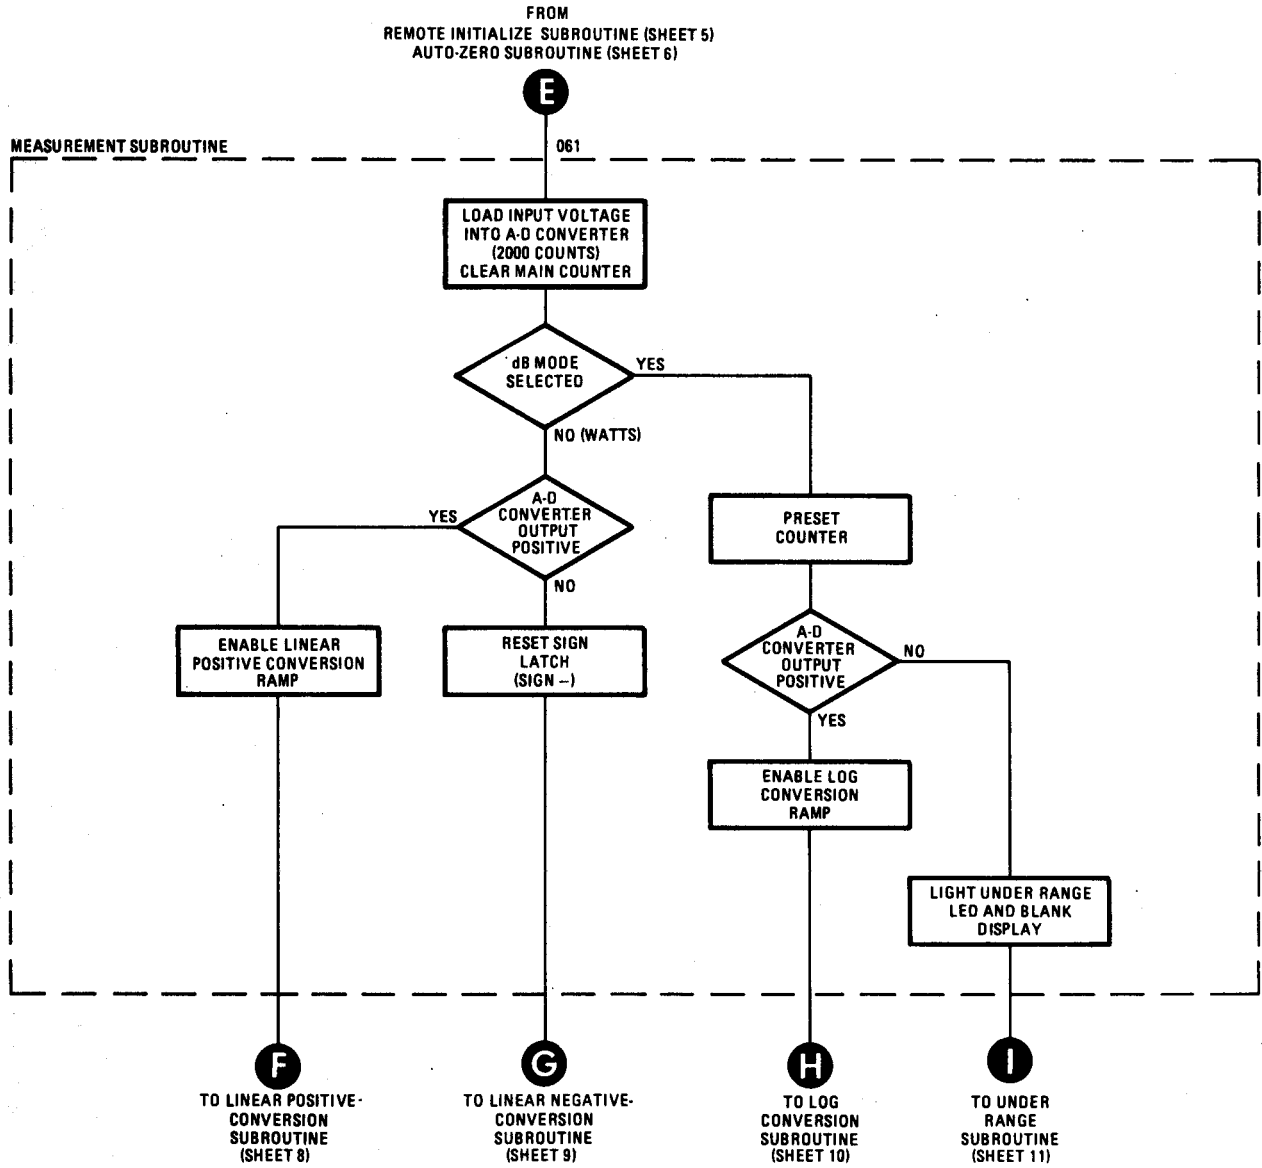 FROM
REMOTE INITIALIZE SUBROUTINE (SHEET 5)
AUTO-ZERO SUBROUTINE (SHEET 6)
E
MEASUREMENT SUBROUTINE
061
LOAD INPUT VOLTAGE
INTO A-D CONVERTER
(2000 COUNTS)
CLEAR MAIN COUNTER
dB MODE
SELECTED
YES
NO (WATTS)
A-D
CONVERTER
OUTPUT
POSITIVE
YES
NO
PRESET
COUNTER
ENABLE LINEAR
POSITIVE CONVERSION
RAMP
RESET SIGN
LATCH
(SIGN –)
A-D
CONVERTER
OUTPUT
POSITIVE
NO
YES
ENABLE LOG
CONVERSION
RAMP
LIGHT UNDER RANGE
LED AND BLANK
DISPLAY
F
TO LINEAR POSITIVE-
CONVERSION
SUBROUTINE
(SHEET 8)
G
TO LINEAR NEGATIVE-
CONVERSION
SUBROUTINE
(SHEET 9)
H
TO LOG
CONVERSION
SUBROUTINE
(SHEET 10)
I
TO UNDER
RANGE
SUBROUTINE
(SHEET 11)